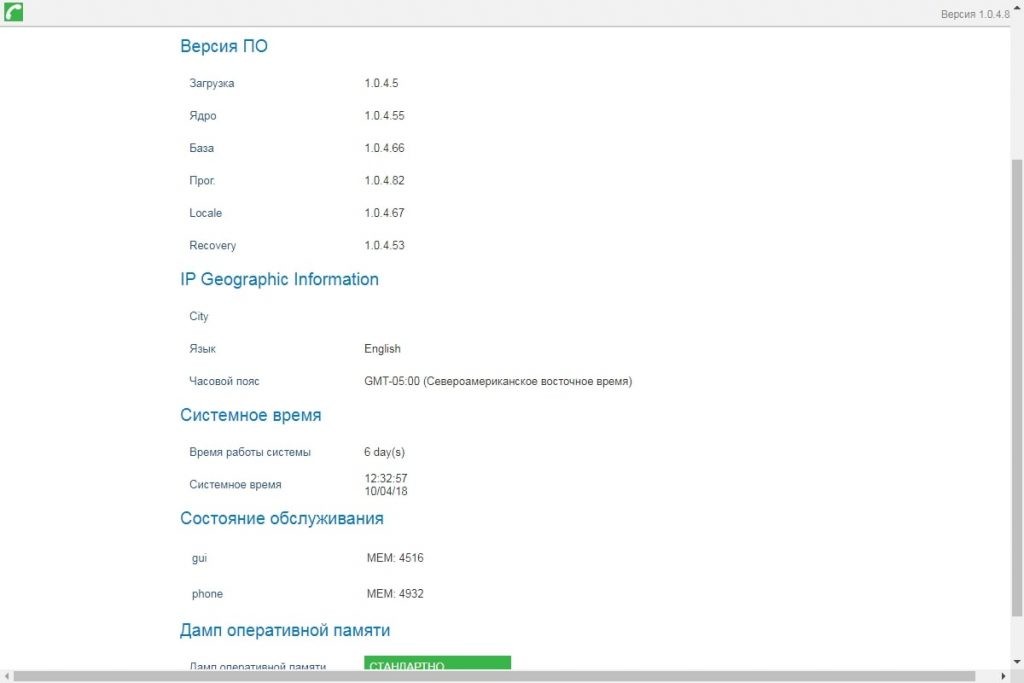 Версия 1.0.4.8
Версия ПО
Загрузка 1.0.4.5
Ядро 1.0.4.55
База 1.0.4.66
Прог. 1.0.4.82
Locale 1.0.4.67
Recovery 1.0.4.53
IP Geographic Information
City
Язык English
Часовой пояс GMT-05:00 (Североамериканское восточное время)
Системное время
Время работы системы 6 day(s)
Системное время 12:32:57
10/04/18
Состояние обслуживания
gui MEM: 4516
phone MEM: 4932
Дамп оперативной памяти
Дамп оперативной памяти СТАНДАРТНО